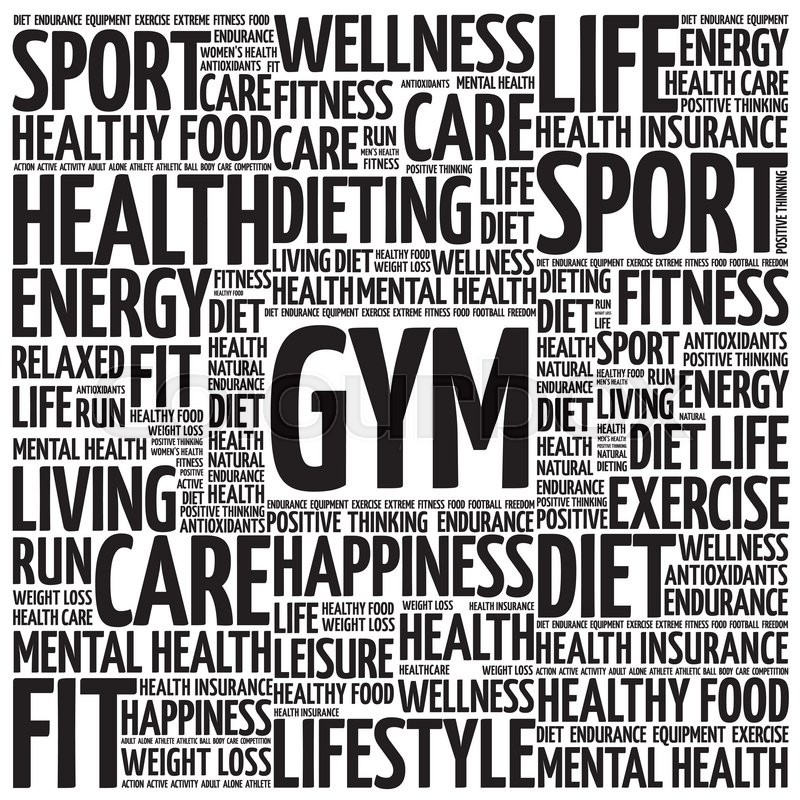 DIET ENDURANCE EQUIPMENT EXERCISE EXTREME FITNESS FOOD
SPORT
ENDURANCE
WOMEN'S HEALTH
ANTIOXIDANTS FIT
CARE
HEALTHY FOOD
ACTION ACTIVE ACTIVITY ADULT ALONE ATHLETE ATHLETIC BALL BODY CARE COMPETITION
WELLNESS
FITNESS
ANTIOXIDANTS
MENTAL HEALTH
CARE
RUN
MEN'S HEALTH
FITNESS
CARE
POSITIVE THINKING
LIFE
DIET ENDURANCE EQUIPMENT
ENERGY
HEALTH CARE
POSITIVE THINKING
HEALTH INSURANCE
SPORT
POSITIVE THINKING
DIET ENDURANCE EQUIPMENT EXERCISE EXTREME FITNESS FOOD FOOTBALL FREEDOM
HEALTH
DIETING
LIFE
DIET
LIVING DIET
HEALTHY FOOD
WEIGHT LOSS
WELLNESS
HEALTH MENTAL HEALTH
DIET ENDURANCE EQUIPMENT EXERCISE EXTREME FITNESS FOOD FOOTBALL FREEDOM
ENERGY
FITNESS
HEALTHY FOOD
DIET
HEALTH
NATURAL
ENDURANCE
DIET
HEALTH
NATURAL
ENDURANCE
HEALTH
POSITIVE THINKING
ANTIOXIDANTS
RELAXED
FIT
LIFE
ANTIOXIDANTS
RUN
HEALTHY FOOD
WEIGHT LOSS
POSITIVE THINKING
WOMEN'S HEALTH
FITNESS
POSITIVE
ACTIVE
DIET
MENTAL HEALTH
LIVING
GYM
ENDURANCE EQUIPMENT EXERCISE EXTREME FITNESS FOOD FOOTBALL FREEDOM
POSITIVE THINKING ENDURANCE
DIETING
DIET
RUN
WEIGHT LOSS
LIFE
FITNESS
HEALTH
NATURAL
ENDURANCE
DIET
HEALTH
NATURAL
ENDURANCE
POSITIVE
SPORT
ANTIOXIDANTS
POSITIVE THINKING
HEALTHY FOOD
MEN'S HEALTH
RUN
ENERGY
LIVING
NATURAL
HEALTH
MEN'S HEALTH
POSITIVE THINKING
NATURAL
DIETING
DIET LIFE
EXERCISE
RUN
CARE
WEIGHT LOSS
HEALTH CARE
MENTAL HEALTH
HAPPINESS
LIFE
HEALTHY FOOD
WEIGHT LOSS
WEIGHT LOSS
HEALTH INSURANCE
HEALTH
LEISURE
HEALTHCARE
WEIGHT LOSS
HEALTHY FOOD
HEALTH INSURANCE
WELLNESS
LIFESTYLE
DIET
WELLNESS
ANTIOXIDANTS
ENDURANCE
DIET ENDURANCE EQUIPMENT EXERCISE EXTREME FITNESS FOOD FOOTBALL FREEDOM
HEALTH INSURANCE
ACTION ACTIVE ACTIVITY ADULT ALONE ATHLETE ATHLETIC BALL BODY CARE COMPETITION
HEALTHY FOOD
DIET ENDURANCE EQUIPMENT EXERCISE
MENTAL HEALTH
FIT
HEALTH INSURANCE
HAPPINESS
ADULT ALONE ATHLETE ATHLETIC BALL BODY CARE COMPETITION
WEIGHT LOSS
ACTION ACTIVE ACTIVITY ADULT ALONE ATHLETE